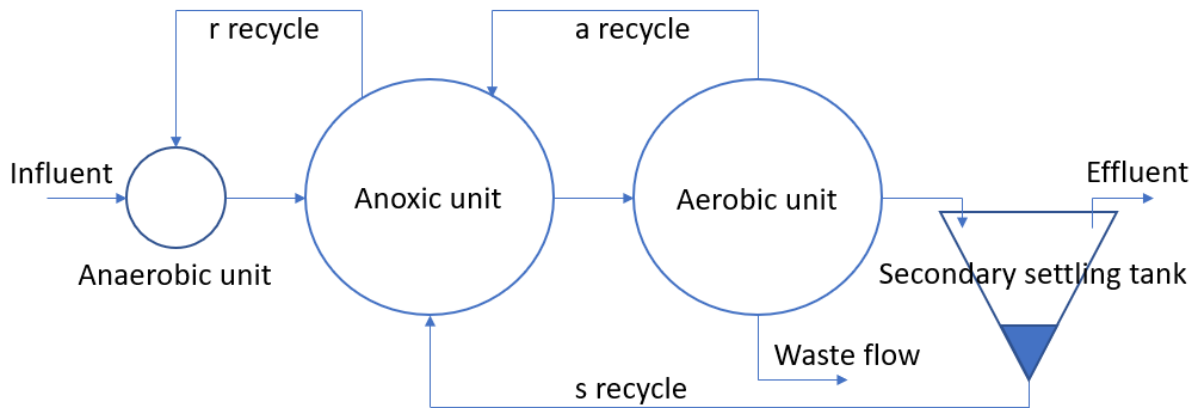 r recycle
a recycle
Influent
Anoxic unit
Aerobic unit
Effluent
Anaerobic unit
Secondary settling tank
Waste flow
s recycle